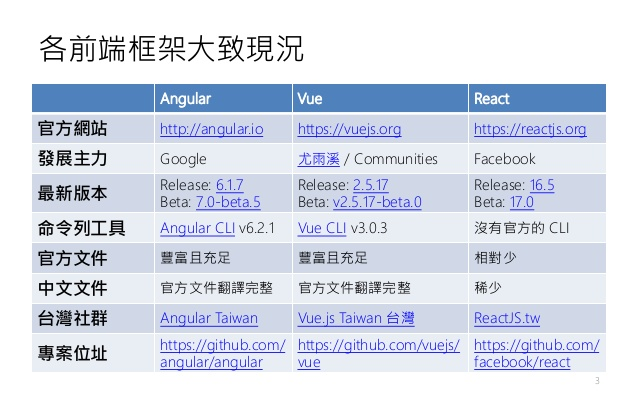 各前端框架大致現況
Angular Vue React
官方網站 http://angular.io https://vuejs.org https://reactjs.org
發展主力 Google 尤雨溪 / Communities Facebook
最新版本 Release: 6.1.7 Release: 2.5.17 Release: 16.5
Beta: 7.0-beta.5 Beta: v2.5.17-beta.0 Beta: 17.0
命令列工具 Angular CLI v6.2.1 Vue CLI v3.0.3 沒有官方的 CLI
官方文件 豐富且充足 豐富且充足 相對少
中文文件 官方文件翻譯完整 官方文件翻譯完整 稀少
台灣社群 Angular Taiwan Vue.js Taiwan 台灣 ReactJS.tw
專案位址 https://github.com/ https://github.com/vuejs/ https://github.com/
angular/angular vue facebook/react
3